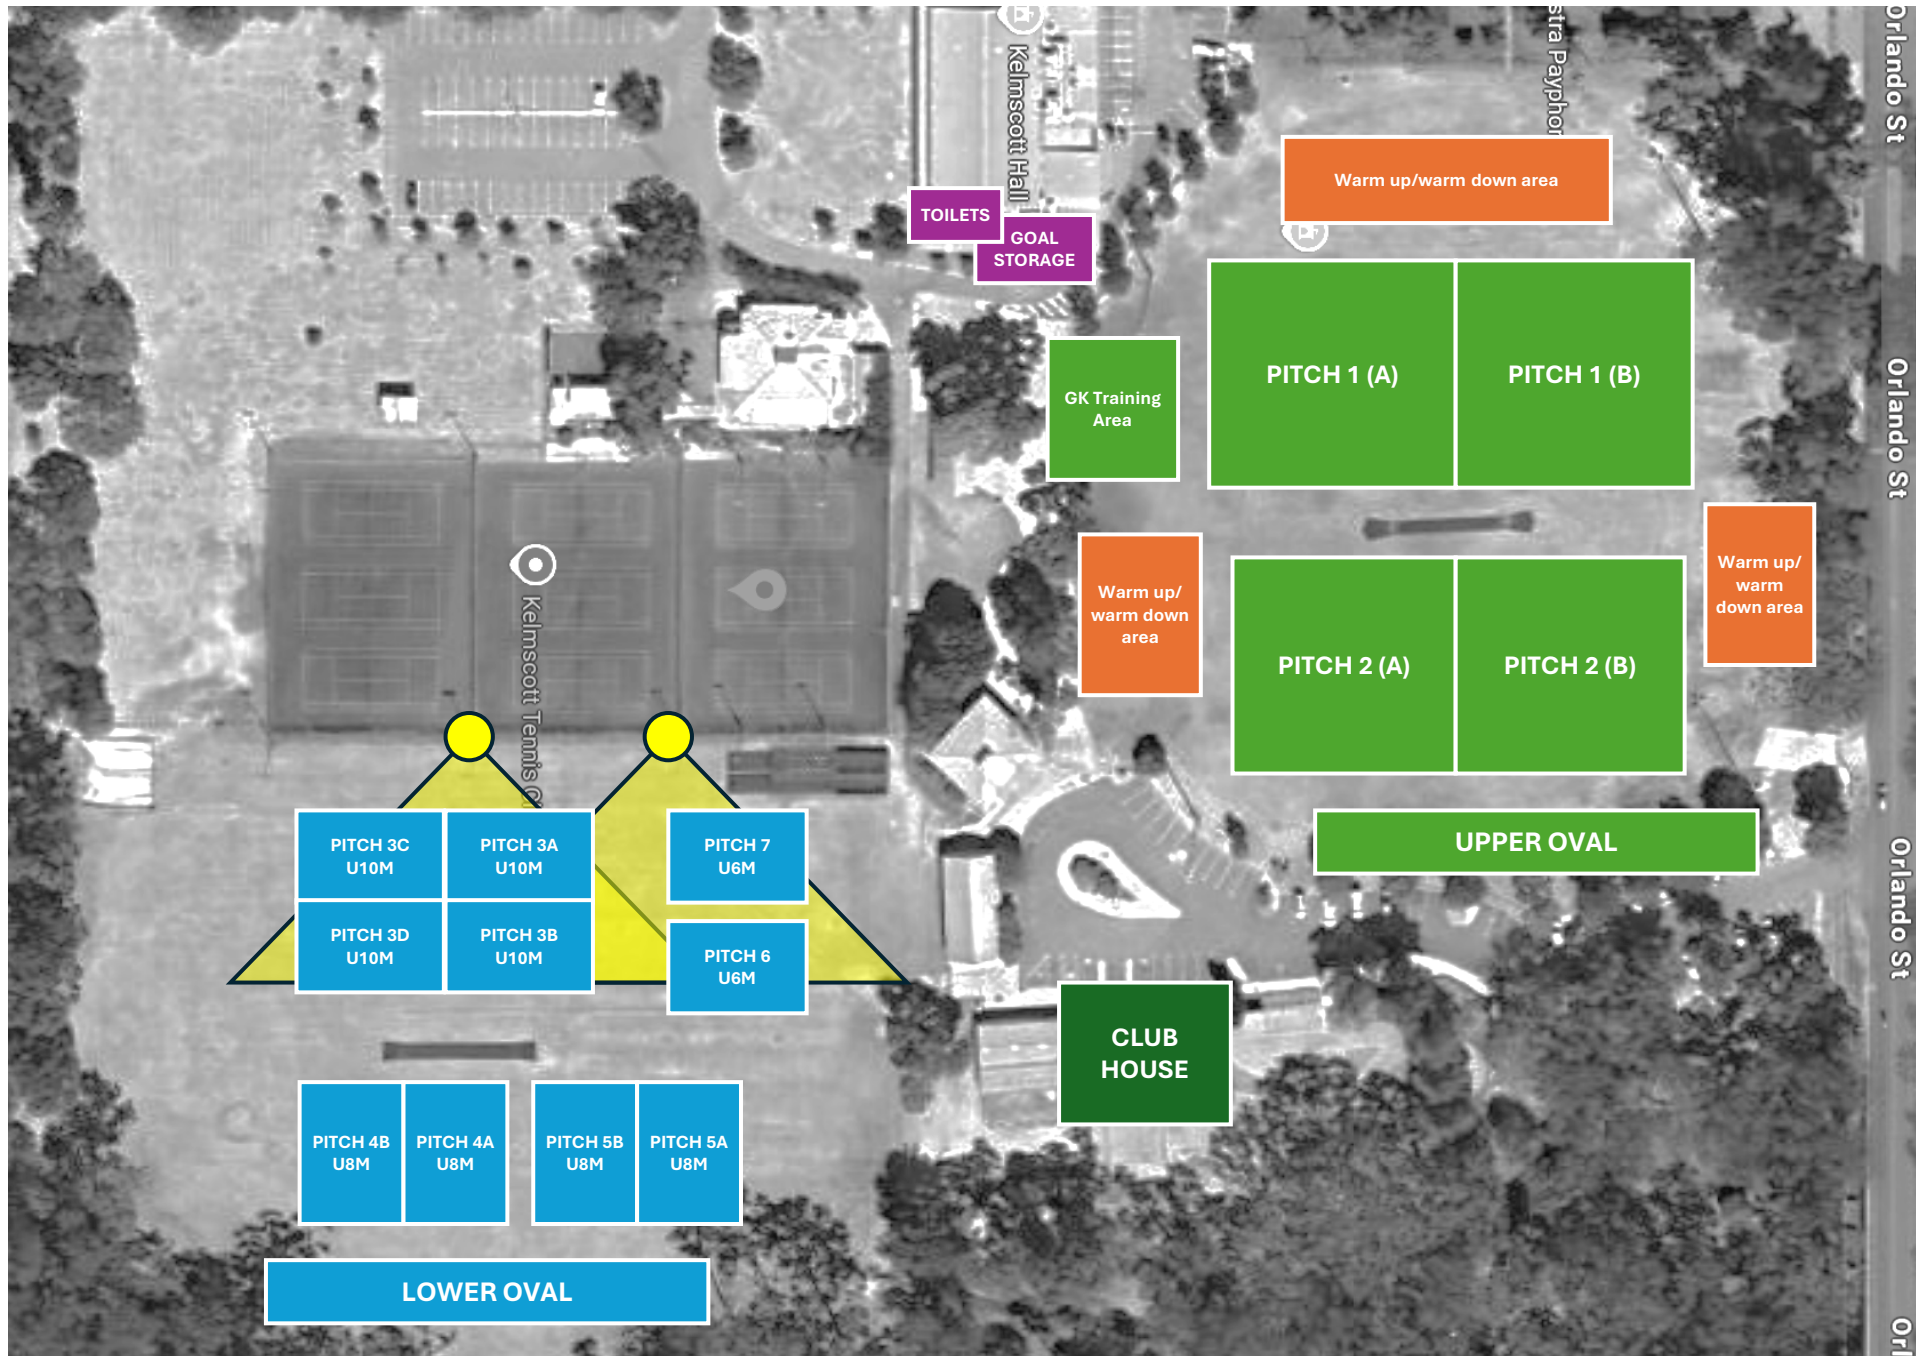 Orlando St
stra Payphon
Kelmscott Hall
Warm up/warm down area
TOILETS
GOAL
STORAGE
PITCH 1 (A)
PITCH 1 (B)
GK Training
Area
Orlando St
Warm up/
warm
down area
Warm up/
warm down
area
PITCH 2 (A)
PITCH 2 (B)
Kelmscott Tennis Cl
PITCH 3C
U10M
PITCH 3A
U10M
PITCH 7
U6M
UPPER OVAL
Orlando St
PITCH 3D
U10M
PITCH 3B
U10M
PITCH 6
U6M
CLUB
HOUSE
PITCH 4B
U8M
PITCH 4A
U8M
PITCH 5B
U8M
PITCH 5A
U8M
LOWER OVAL
Orl